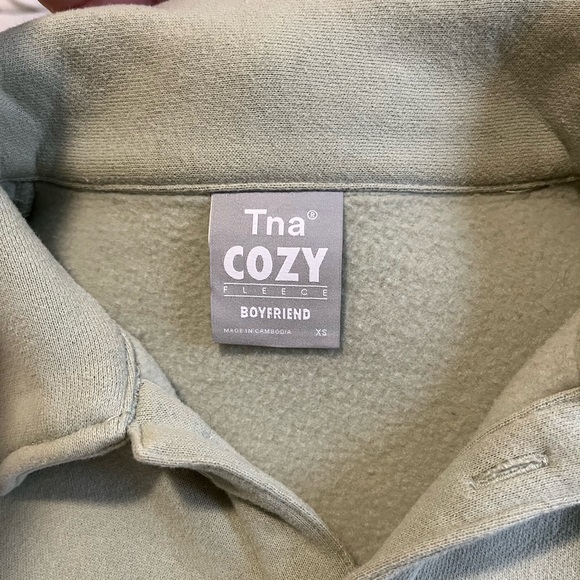 Tna®
COZY
FLEECE
BOYFRIEND
MADE IN CAMBODIA XS